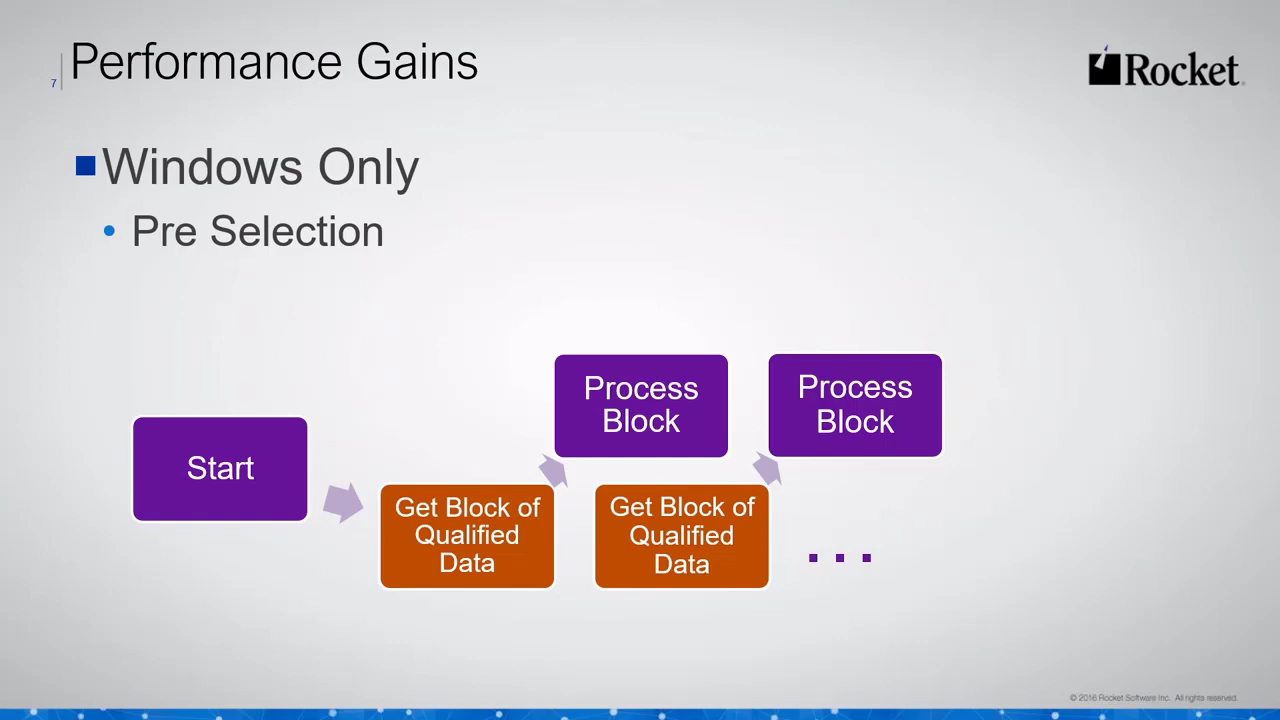 Performance Gains
7
Rocket
Windows Only
Pre Selection
Start
Get Block of
Qualified
Data
Process
Block
Get Block of
Qualified
Data
Process
Block
...
© 2016 Rocket Software Inc. All rights reserved.